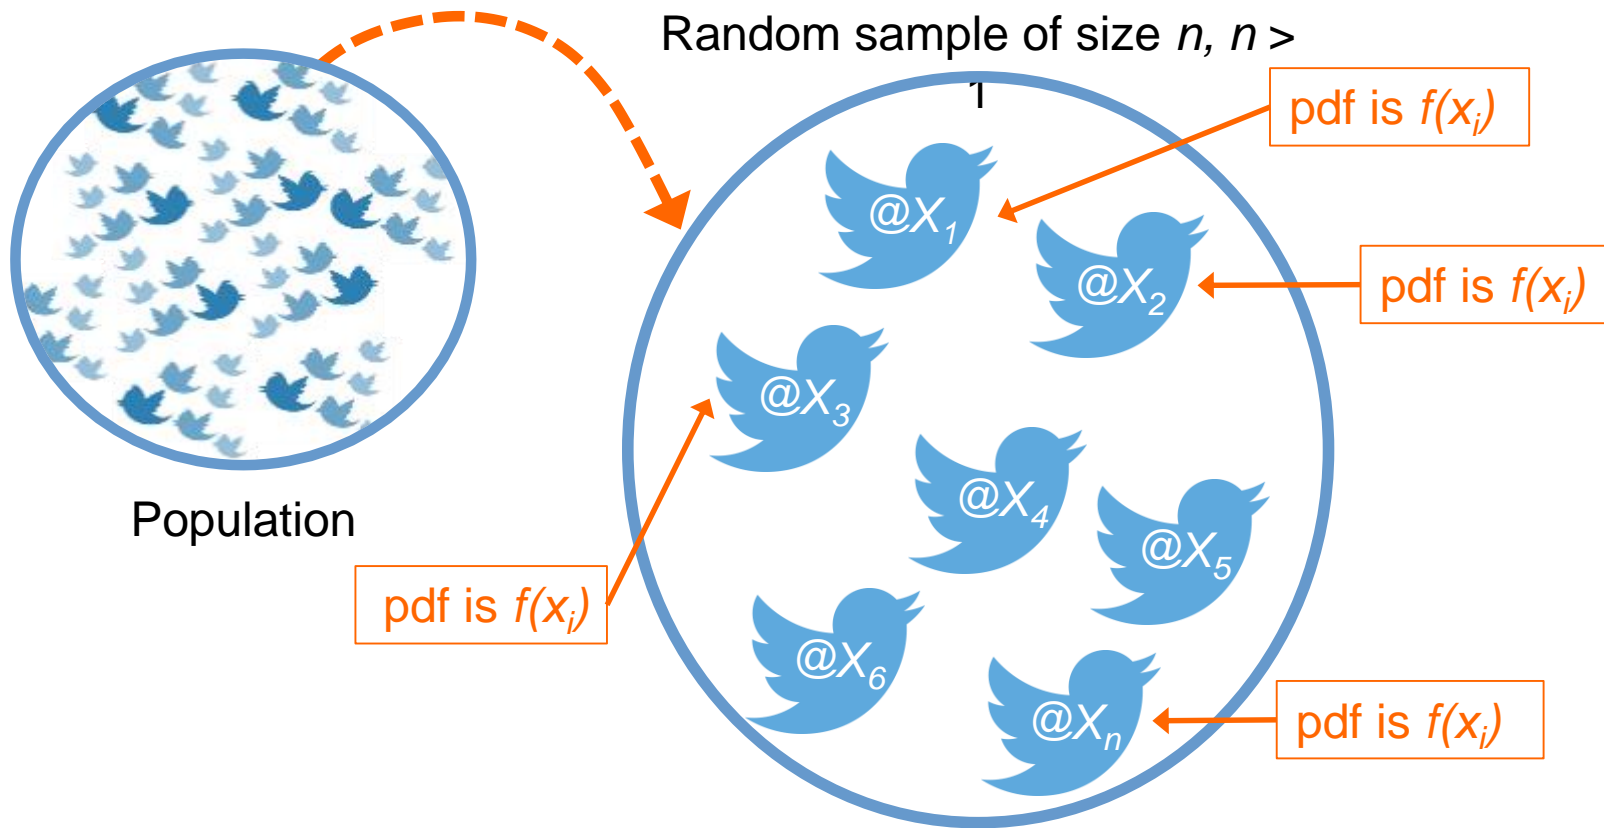 Random sample of size n, n >
1
pdf is f(xᵢ)
@X₁
@X₂
pdf is f(xᵢ)
@X₃
@X₄
Population
@X₅
pdf is f(xᵢ)
@X₆
@Xₙ
pdf is f(xᵢ)